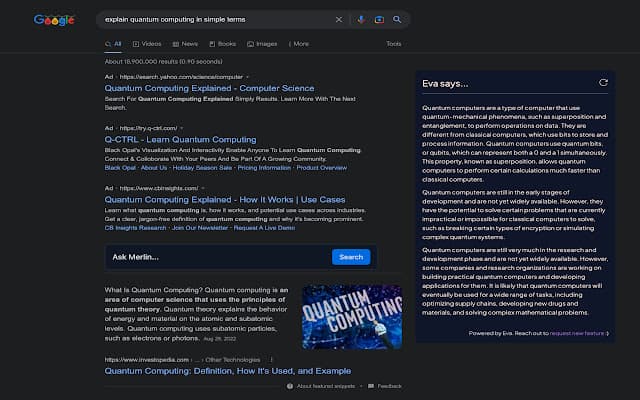 Google
explain quantum computing in simple terms
All
Videos
News
Books
Images
More
Tools
About 18,900,000 results (0.90 seconds)
Ad · https://search.yahoo.com/science/computer
Quantum Computing Explained - Computer Science
Search For Quantum Computing Explained Simply Results. Learn More With The Next
Search.
Ad · https://try.q-ctrl.com/
Q-CTRL - Learn Quantum Computing
Black Opal's Visualization And Interactivity Enable Anyone To Learn Quantum Computing.
Connect & Collaborate With Your Peers And Be Part Of A Growing Community.
Black Opal · About Us · Holiday Season Sale · Pricing Information · Product Overview
Ad · https://www.cbinsights.com/
Quantum Computing Explained - How it Works | Use Cases
Learn what quantum computing is, how it works, and potential use cases across industries.
Get a clear, jargon-free definition of quantum computing and why it's becoming prominent.
CB Insights Research · Join Our Newsletter · Request A Live Demo
Ask Merlin...
Search
What Is Quantum Computing? Quantum computing is an
area of computer science that uses the principles of
quantum theory. Quantum theory explains the behavior
of energy and material on the atomic and subatomic
levels. Quantum computing uses subatomic particles,
such as electrons or photons. Aug 28, 2022
QUANTUM
COMPUTING
https://www.investopedia.com › ... › Other Technologies
Quantum Computing: Definition, How It's Used, and Example
About featured snippets · Feedback
Eva says...
Quantum computers are a type of computer that use
quantum-mechanical phenomena, such as superposition and
entanglement, to perform operations on data. They are
different from classical computers, which use bits to store and
process information. Quantum computers use quantum bits,
or qubits, which can represent both a 0 and a 1 simultaneously.
This property, known as superposition, allows quantum
computers to perform certain calculations much faster than
classical computers.
Quantum computers are still in the early stages of
development and are not yet widely available. However, they
have the potential to solve certain problems that are currently
impractical or impossible for classical computers to solve,
such as breaking certain types of encryption or simulating
complex quantum systems.
Quantum computers are still very much in the research and
development phase and are not yet widely available. However,
some companies and research organizations are working on
building practical quantum computers and developing
applications for them. It is likely that quantum computers will
eventually be used for a wide range of tasks, including
optimizing supply chains, developing new drugs and
materials, and solving complex mathematical problems.
Powered by Eva. Reach out to request new feature :)